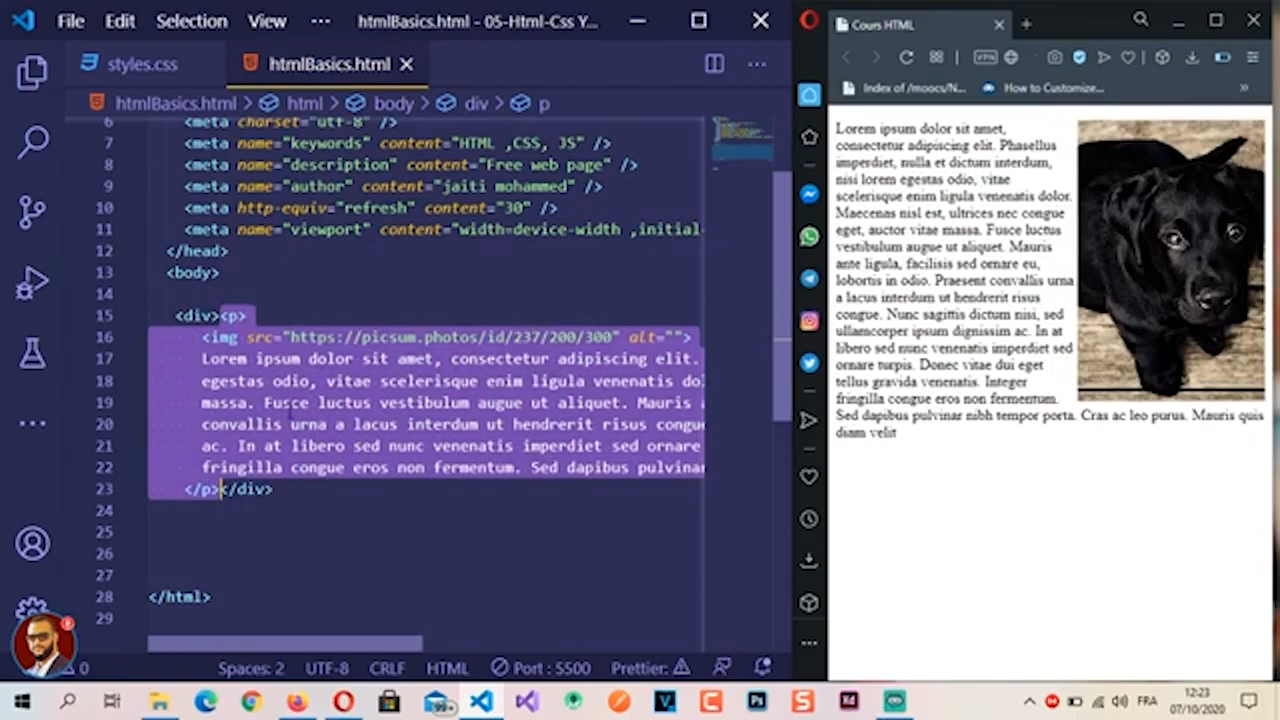 File Edit Selection View ··· htmlBasics.html - 05-Html-Css Y...
styles.css htmlBasics.html
htmlBasics.html > html > body > div > p
6 <meta charset="utf-8" />
7 <meta name="keywords" content="HTML ,CSS, JS" />
8 <meta name="description" content="Free web page" />
9 <meta name="author" content="jaiti mohammed" />
10 <meta http-equiv="refresh" content="30" />
11 <meta name="viewport" content="width=device-width ,initial-
12 </head>
13 <body>
14
15 <div><p>
16 <img src="https://picsum.photos/id/237/200/300" alt="">
17 Lorem ipsum dolor sit amet, consectetur adipiscing elit.
18 egestas odio, vitae scelerisque enim ligula venenatis dol
19 massa. Fusce luctus vestibulum augue ut aliquet. Mauris a
20 convallis urna a lacus interdum ut hendrerit risus congue
21 ac. In at libero sed nunc venenatis imperdiet sed ornare
22 fringilla congue eros non fermentum. Sed dapibus pulvinar
23 </p></div>
24
25
26
27
28 </html>
29
0 Spaces: 2 UTF-8 CRLF HTML Port : 5500 Prettier:
Cours HTML
VPN
Index of /moocs/N... How to Customize... »
Lorem ipsum dolor sit amet,
consectetur adipiscing elit. Phasellus
imperdiet, nulla et dictum interdum,
nisi lorem egestas odio, vitae
scelerisque enim ligula venenatis dolor.
Maecenas nisl est, ultrices nec congue
eget, auctor vitae massa. Fusce luctus
vestibulum augue ut aliquet. Mauris
ante ligula, facilisis sed ornare eu,
lobortis in odio. Praesent convallis urna
a lacus interdum ut hendrerit risus
congue. Nunc sagittis dictum nisi, sed
ullamcorper ipsum dignissim ac. In at
libero sed nunc venenatis imperdiet sed
ornare turpis. Donec vitae dui eget
tellus gravida venenatis. Integer
fringilla congue eros non fermentum.
Sed dapibus pulvinar nibh tempor porta. Cras ac leo purus. Mauris quis
diam velit
99+ V Ps S Xd FRA 12:23
07/10/2020